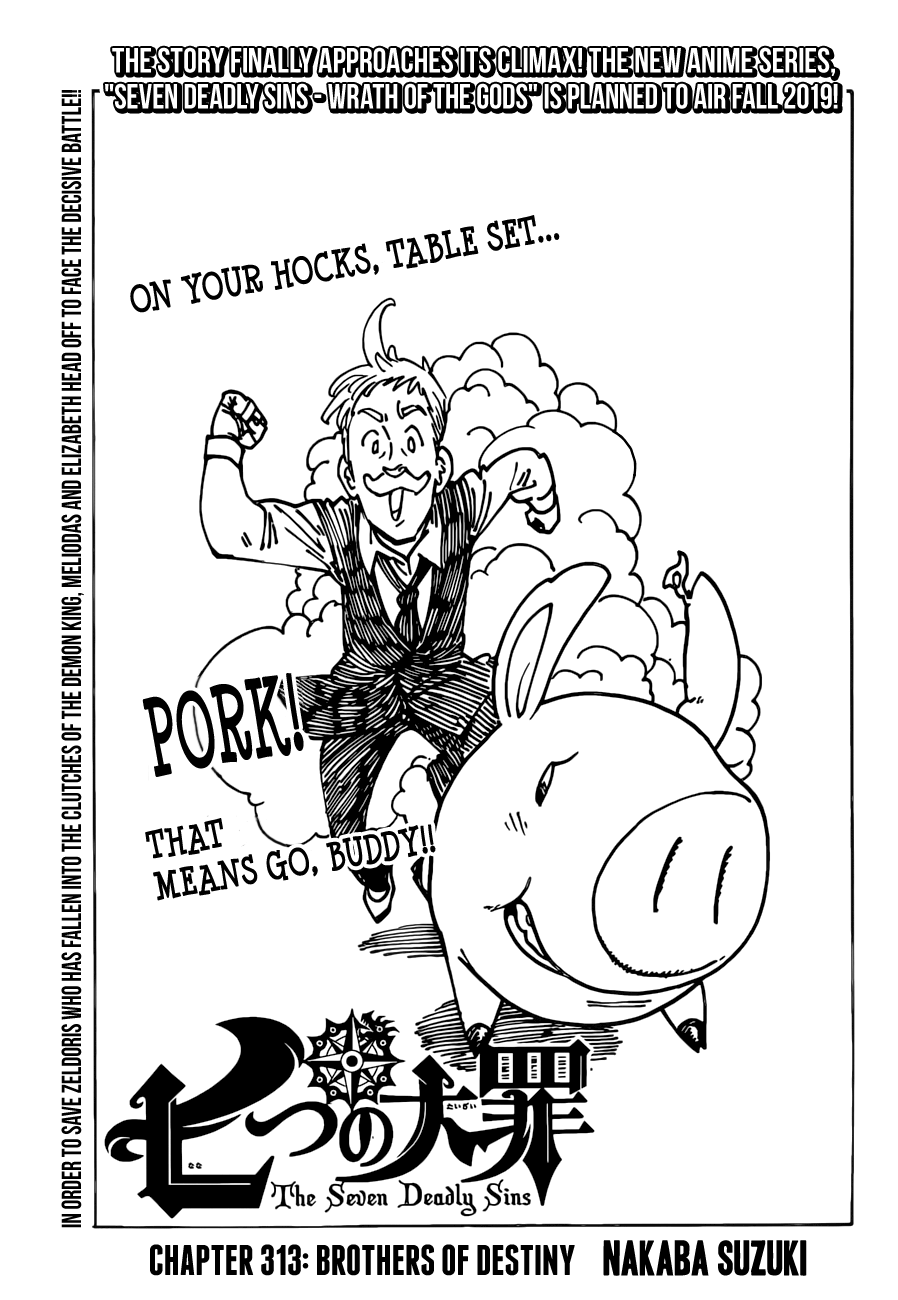 THE STORY FINALLY APPROACHES ITS CLIMAX! THE NEW ANIME SERIES,
"SEVEN DEADLY SINS - WRATH OF THE GODS" IS PLANNED TO AIR FALL 2019!
IN ORDER TO SAVE ZELDORIS WHO HAS FALLEN INTO THE CLUTCHES OF THE DEMON KING, MELIODAS AND ELIZABETH HEAD OFF TO FACE THE DECISIVE BATTLE!!
ON YOUR HOCKS, TABLE SET...
PORK!
THAT
MEANS GO, BUDDY!!
七つの大罪
なな
たいざい
The Seven Deadly Sins
CHAPTER 313: BROTHERS OF DESTINY NAKABA SUZUKI